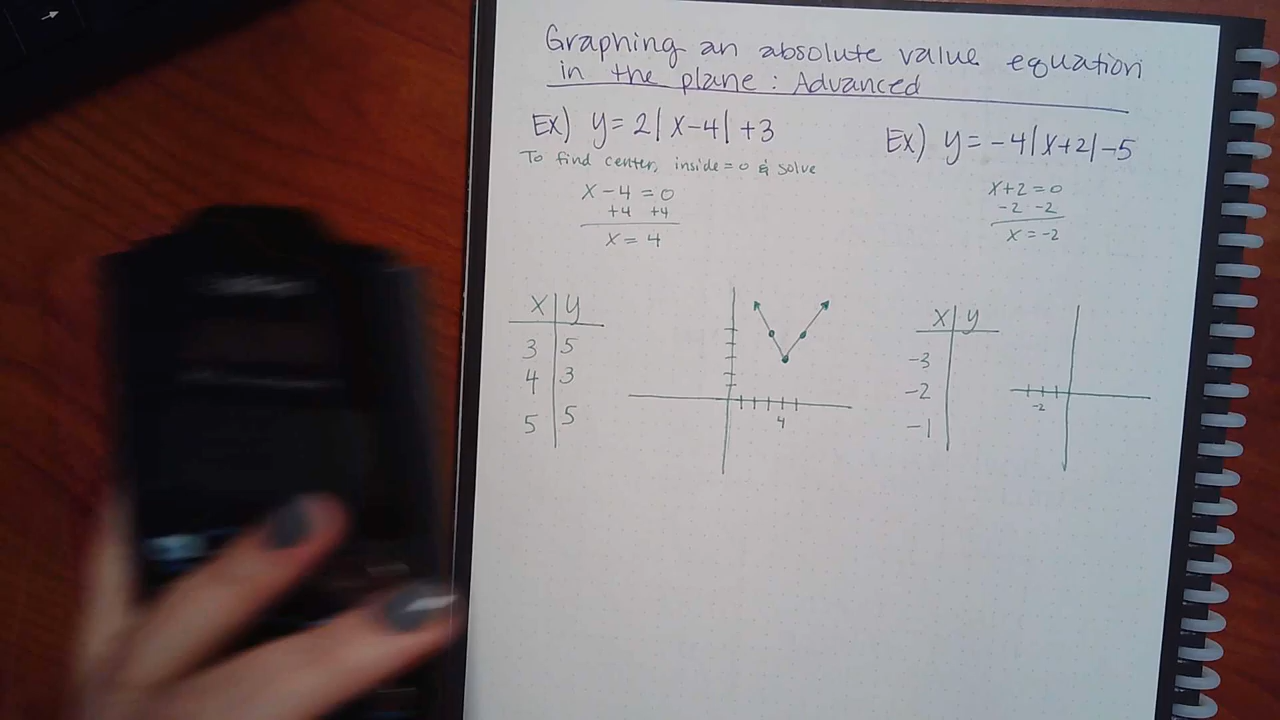 Graphing an absolute value equation
in the plane : Advanced
Ex) y = 2|x-4| +3
To find center, inside = 0 & solve
x - 4 = 0
+4 +4
x = 4
x y
3 5
4 3
5 5
4
Ex) y = -4|x+2| -5
x+2 = 0
-2 -2
x = -2
x y
-3
-2
-1
-2